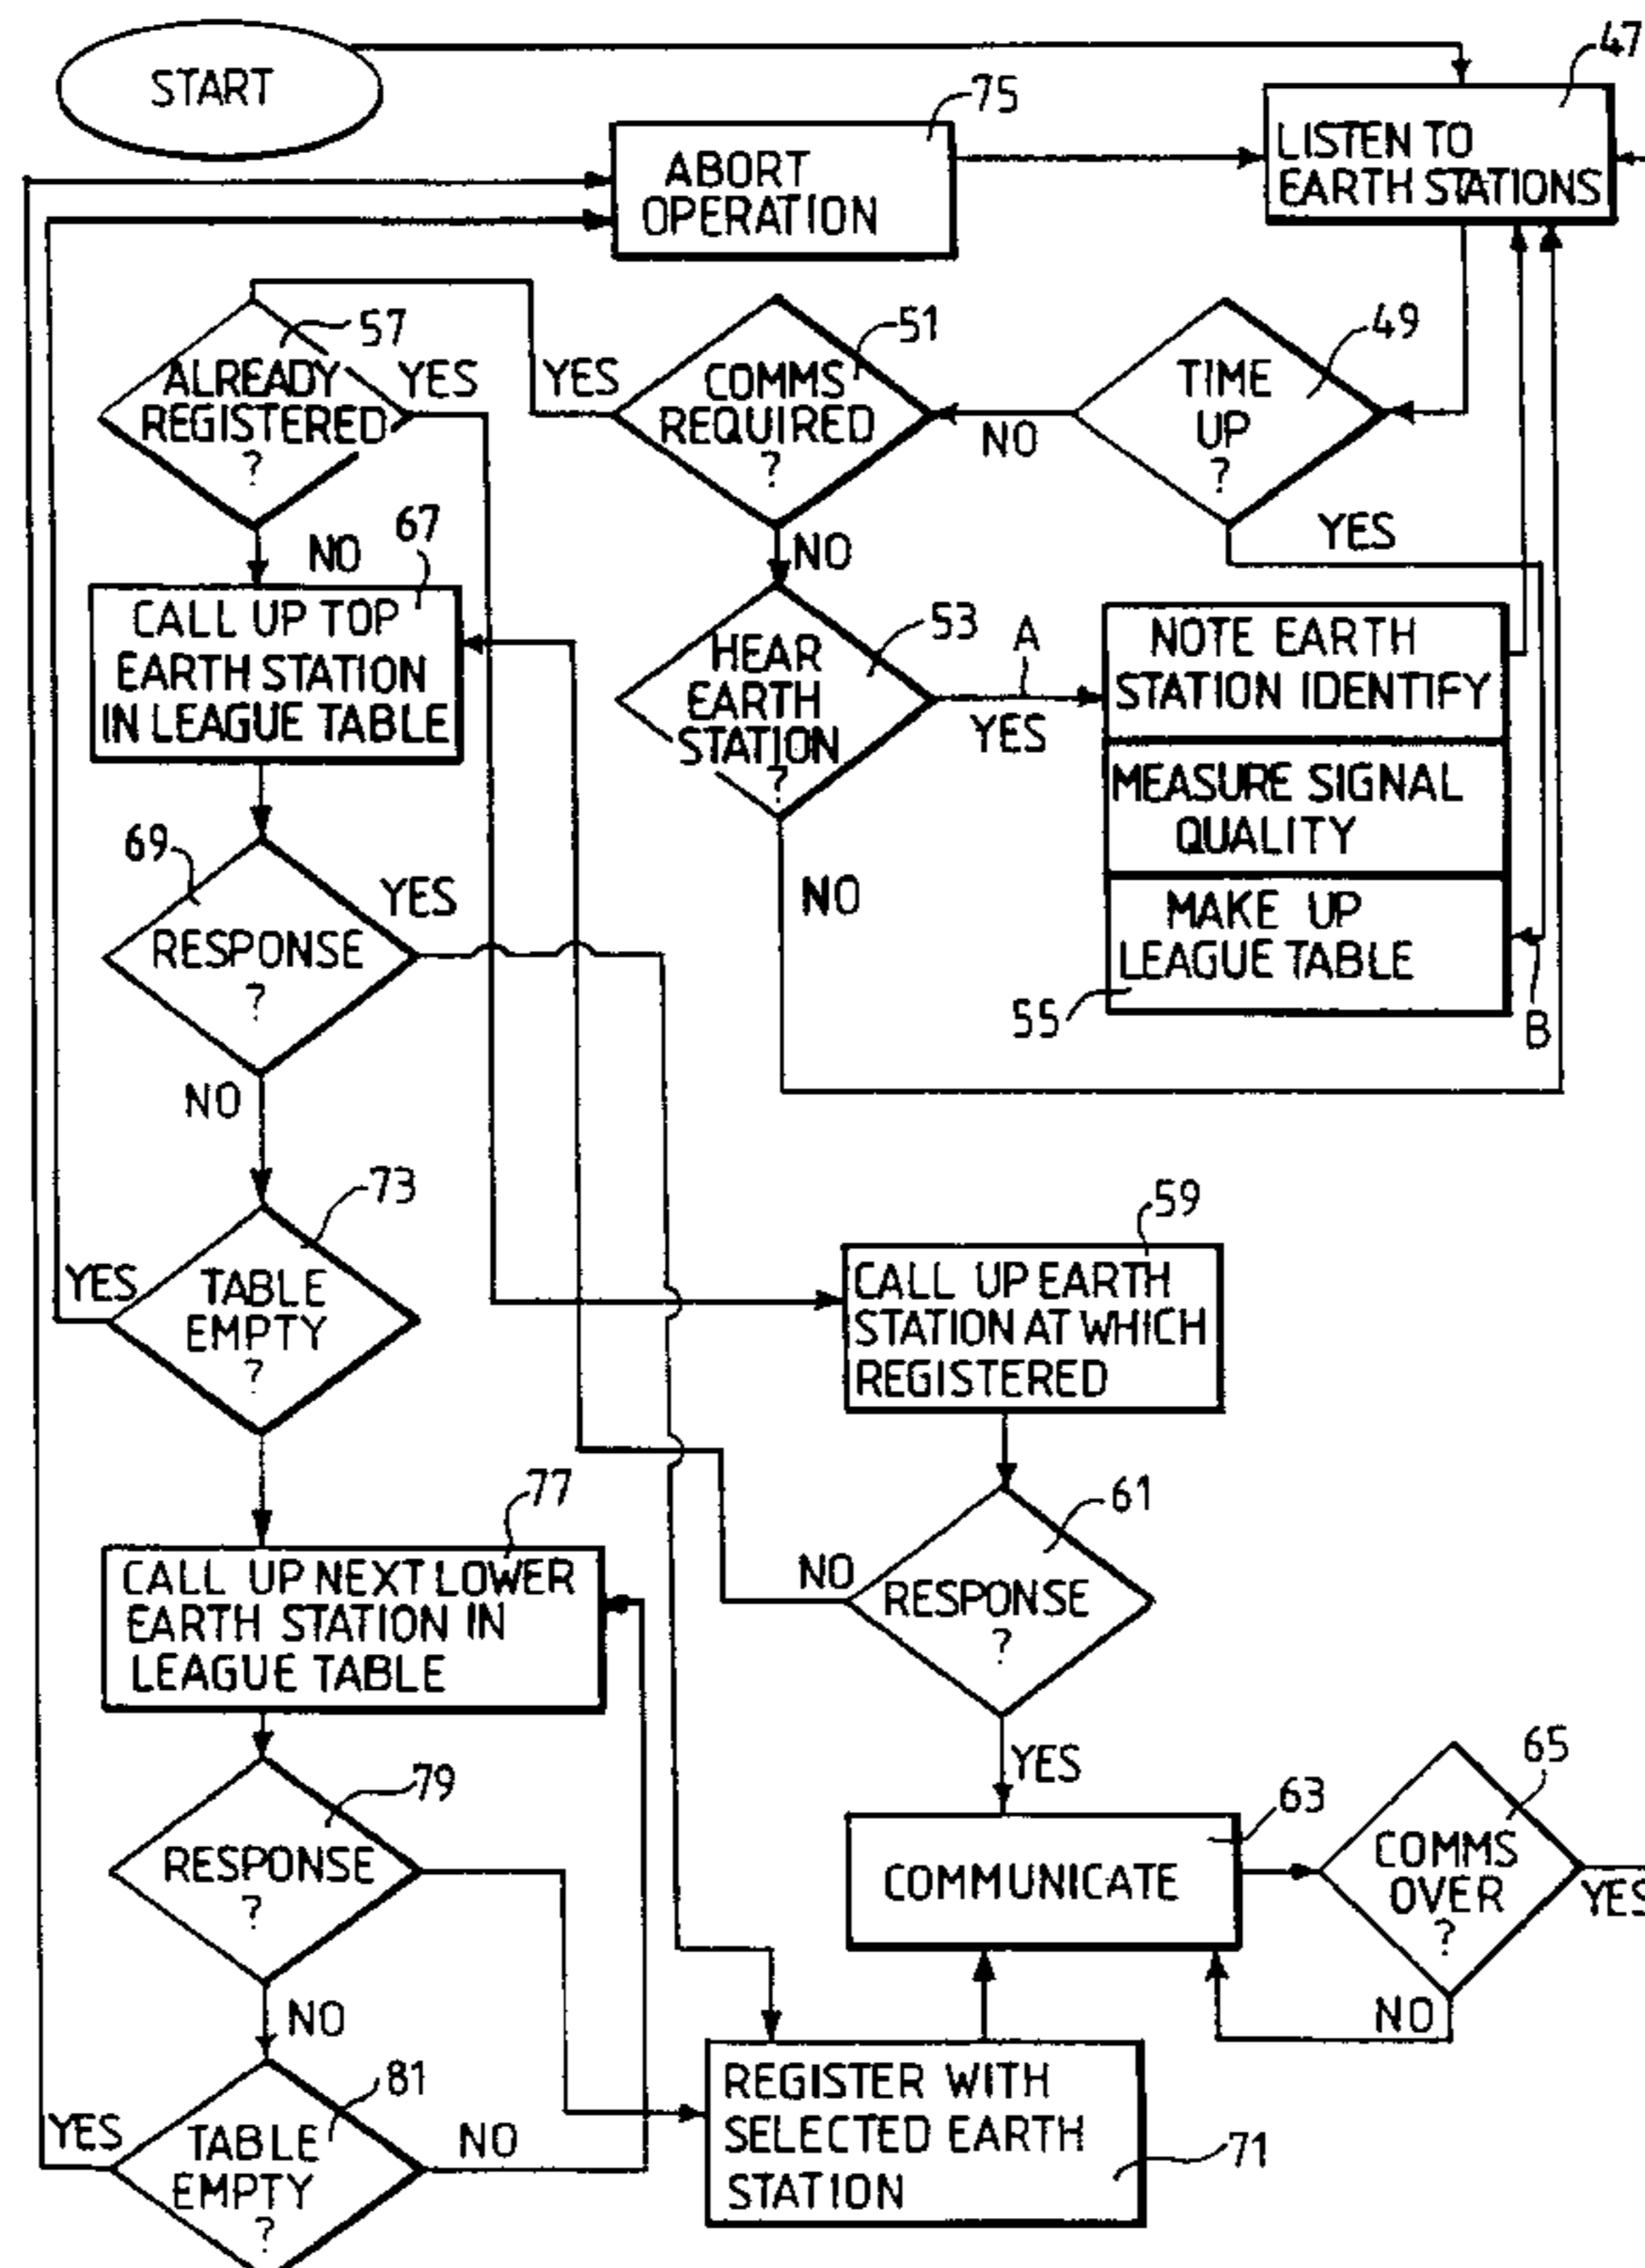 START
47
LISTEN TO
EARTH STATIONS
75
ABORT
OPERATION
57
ALREADY
REGISTERED
?
YES
YES
51
COMMS
REQUIRED
?
NO
49
TIME
UP
?
YES
NO
67
CALL UP TOP
EARTH STATION
IN LEAGUE TABLE
NO
53
HEAR
EARTH
STATION
?
A
YES
NOTE EARTH
STATION IDENTIFY
MEASURE SIGNAL
QUALITY
MAKE UP
LEAGUE TABLE
55
B
NO
69
YES
RESPONSE
?
NO
73
YES
TABLE
EMPTY
?
59
CALL UP EARTH
STATION AT WHICH
REGISTERED
77
CALL UP NEXT LOWER
EARTH STATION IN
LEAGUE TABLE
61
NO
RESPONSE
?
YES
79
RESPONSE
?
NO
63
COMMUNICATE
65
COMMS
OVER
?
YES
NO
81
YES
TABLE
EMPTY
?
NO
REGISTER WITH
SELECTED EARTH
STATION
71